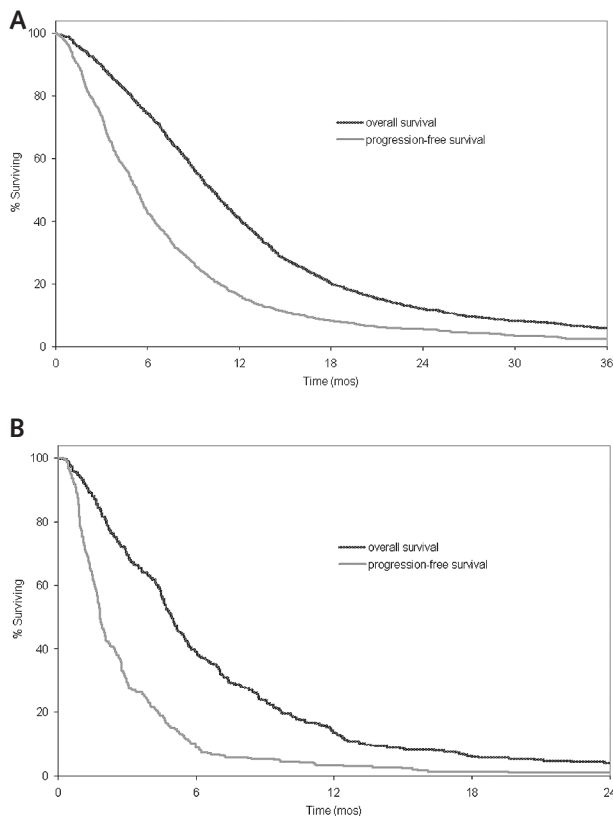 A
100
80
60
40
20
0
% Surviving
overall survival
progression-free survival
0 6 12 18 24 30 36
Time (mos)
B
100
80
60
40
20
0
% Surviving
overall survival
progression-free survival
0 6 12 18 24
Time (mos)